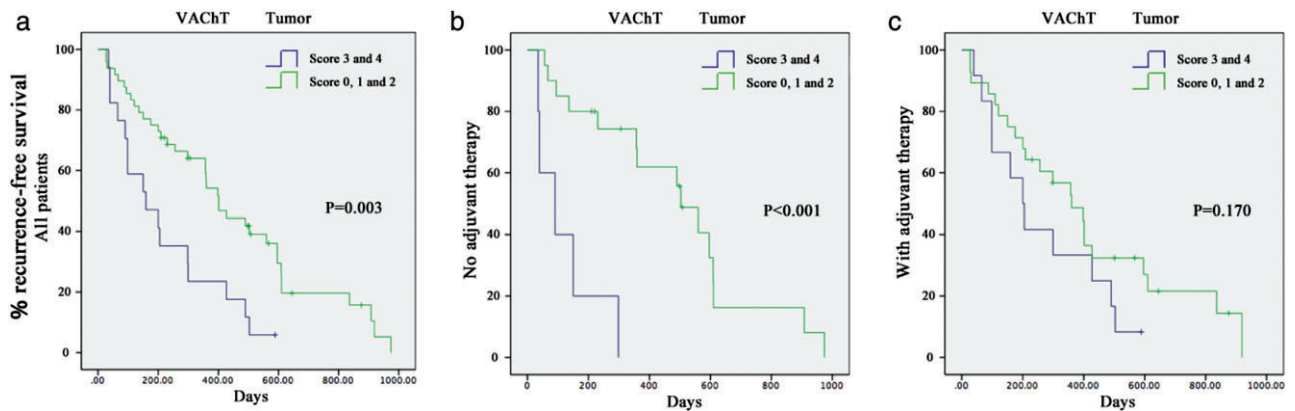 a
VAChT Tumor
% recurrence-free survival
All patients
100
80
60
40
20
0
Score 3 and 4
Score 0, 1 and 2
P=0.003
.00 200.00 400.00 600.00 800.00 1000.00
Days
b
VAChT Tumor
No adjuvant therapy
100
80
60
40
20
0
Score 3 and 4
Score 0, 1 and 2
P<0.001
0 200 400 600 800 1000
Days
c
VAChT Tumor
With adjuvant therapy
100
80
60
40
20
0
Score 3 and 4
Score 0, 1 and 2
P=0.170
.00 200.00 400.00 600.00 800.00 1000.00
Days